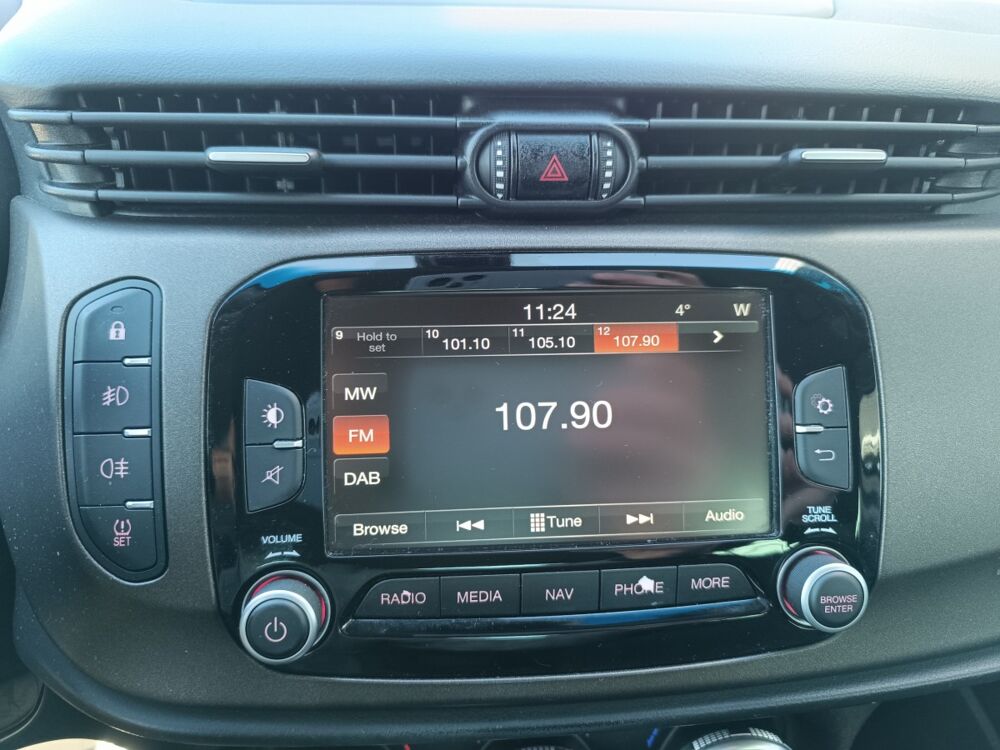 11:24 4° W
9 Hold to set 10 101.10 11 105.10 12 107.90
MW
FM
DAB
107.90
Browse Tune Audio
SET
VOLUME
TUNE
SCROLL
RADIO MEDIA NAV PHONE MORE
BROWSE
ENTER